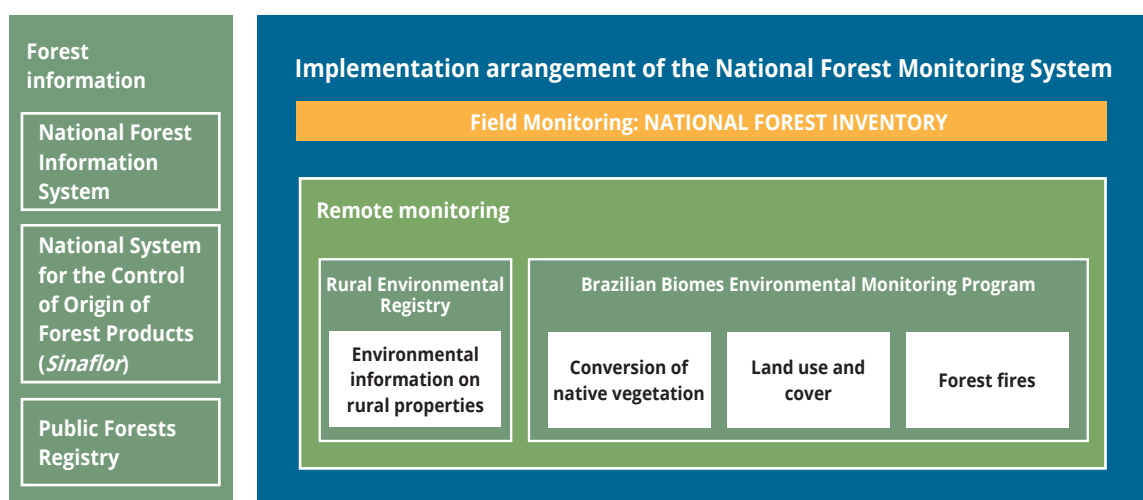 Forest
information
National Forest
Information
System
National System
for the Control
of Origin of
Forest Products
(Sinaflor)
Public Forests
Registry
Implementation arrangement of the National Forest Monitoring System
Field Monitoring: NATIONAL FOREST INVENTORY
Remote monitoring
Rural Environmental
Registry
Environmental
information on
rural properties
Brazilian Biomes Environmental Monitoring Program
Conversion of
native vegetation
Land use and
cover
Forest fires